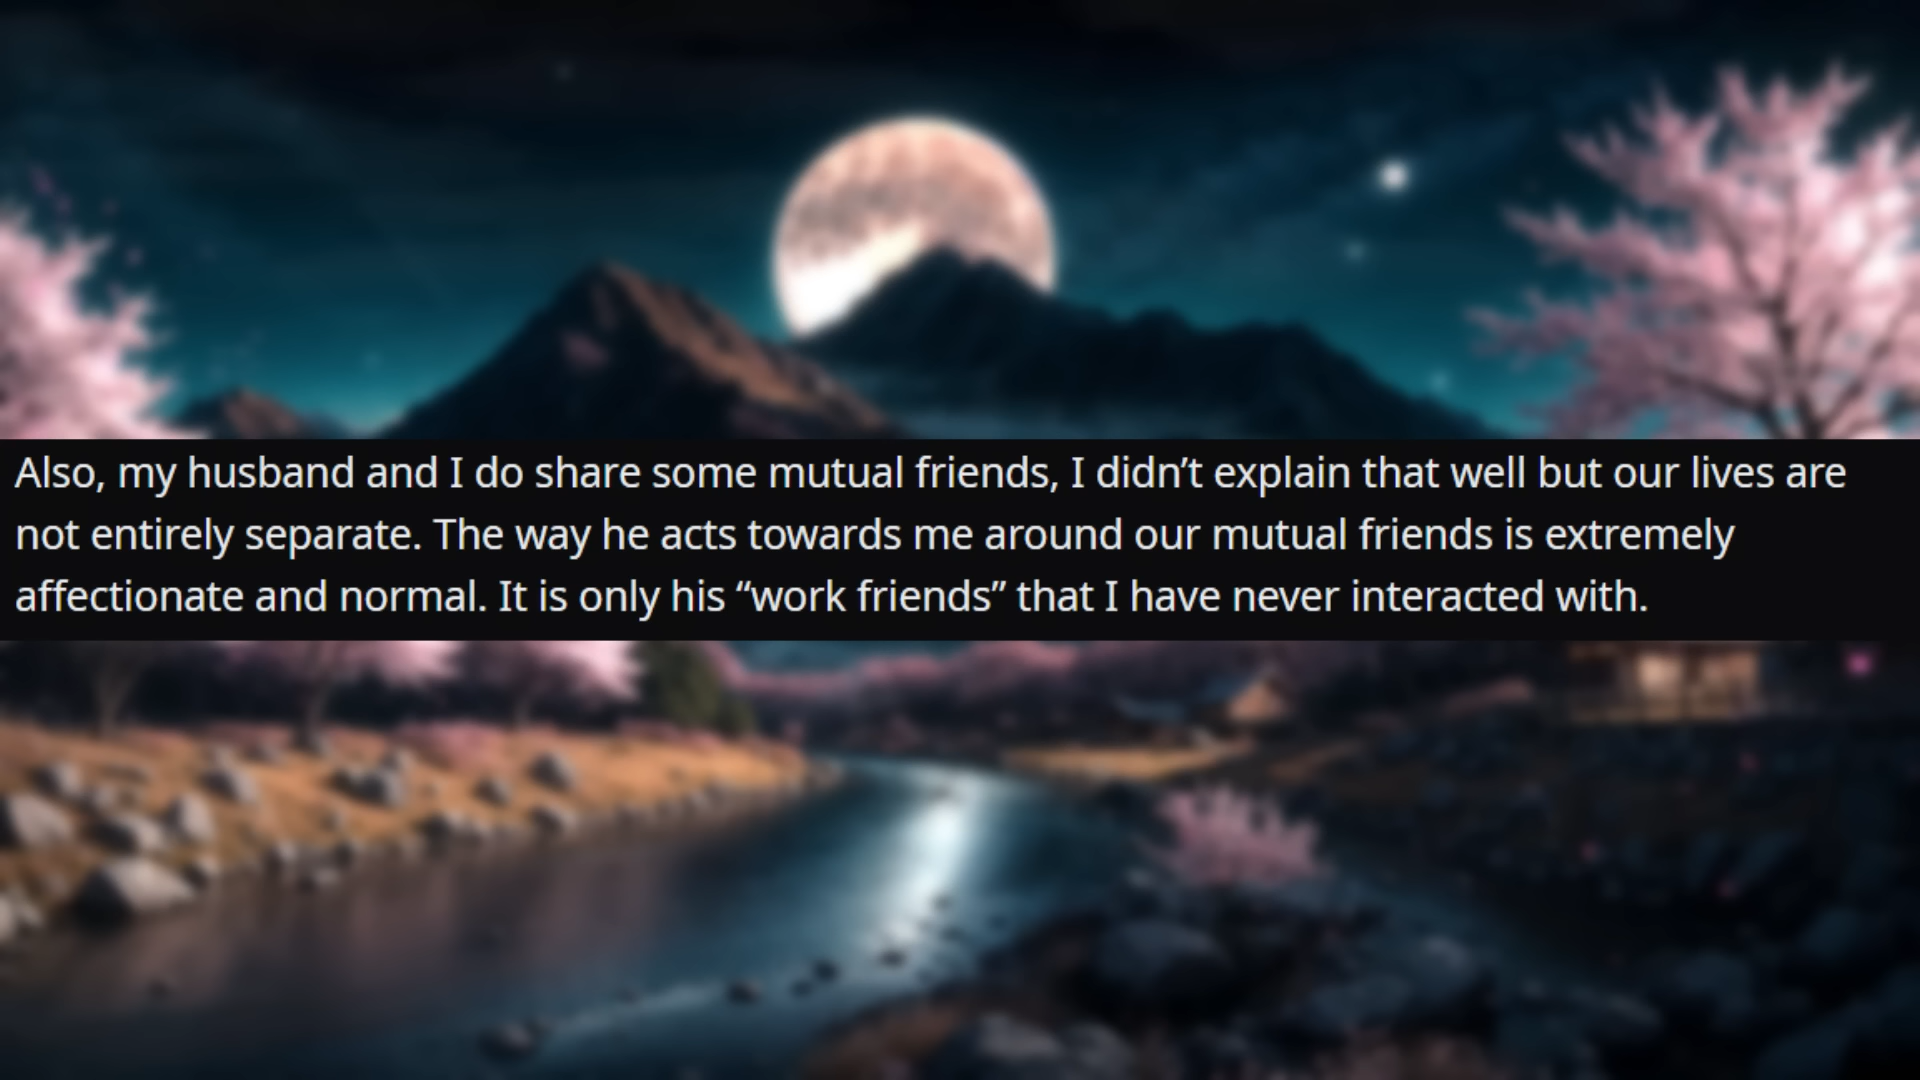 Also, my husband and I do share some mutual friends, I didn’t explain that well but our lives are
not entirely separate. The way he acts towards me around our mutual friends is extremely
affectionate and normal. It is only his “work friends” that I have never interacted with.